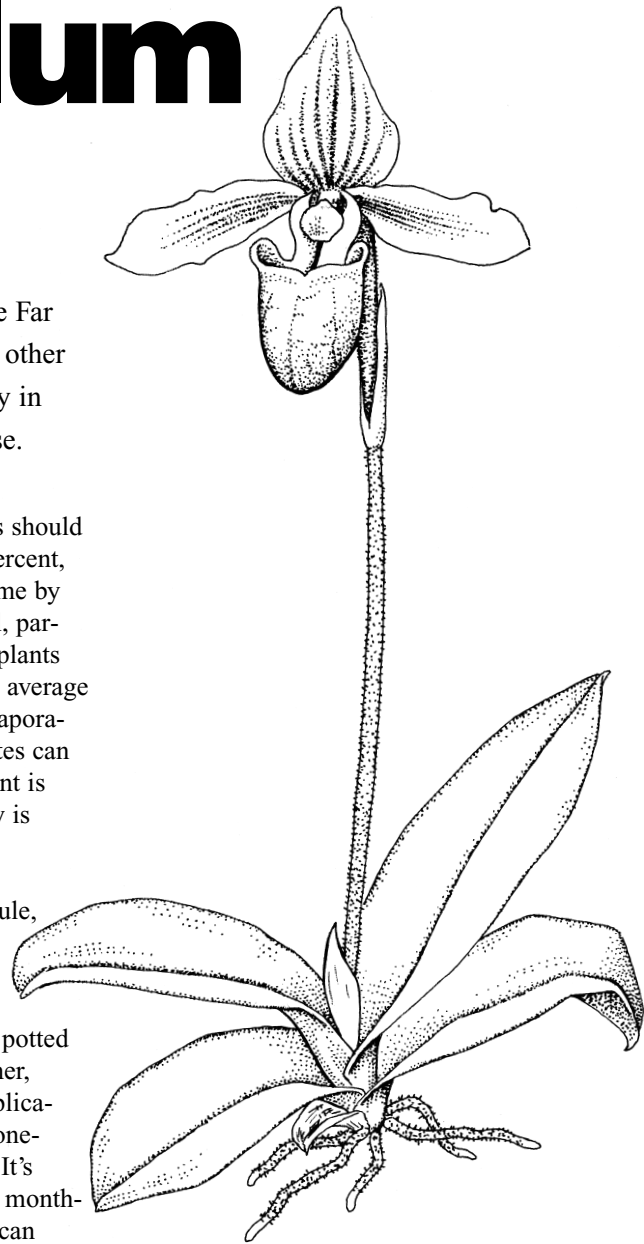 lum
e Far
other
y in
se.
s should
ercent,
me by
, par-
plants
average
apora-
tes can
nt is
y is
ule,
potted
her,
plica-
one-
It’s
month-
can